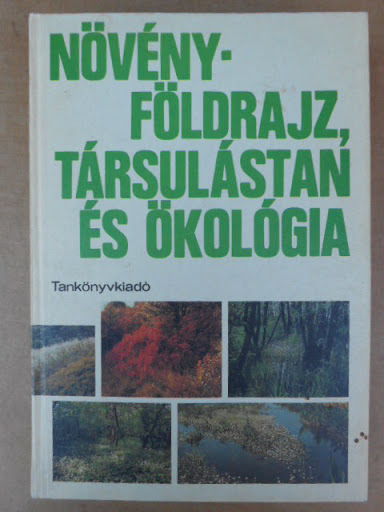 NÖVÉNY-
FÖLDRAJZ,
TÁRSULÁSTAN
ÉS ÖKOLÓGIA
Tankönyvkiadó